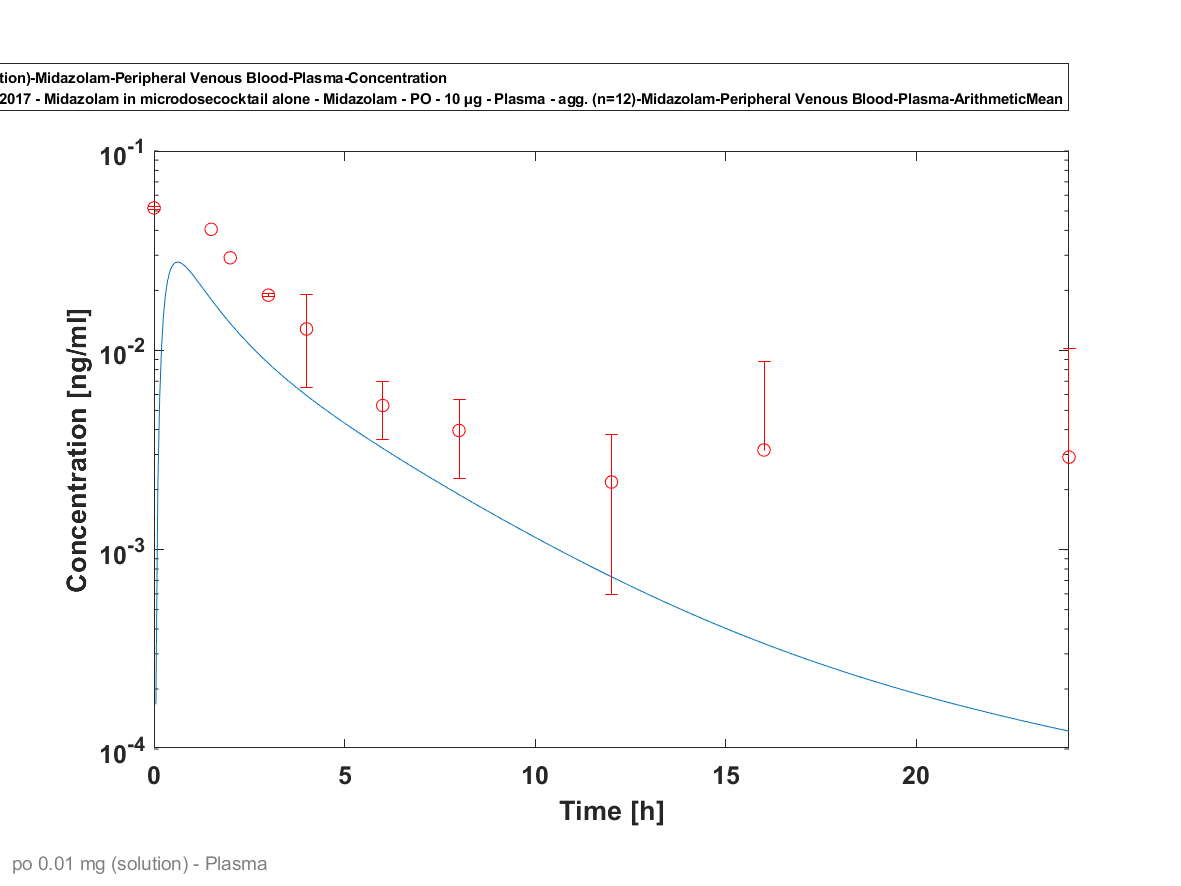 tion)-Midazolam-Peripheral Venous Blood-Plasma-Concentration
2017 - Midazolam in microdosecocktail alone - Midazolam - PO - 10 µg - Plasma - agg. (n=12)-Midazolam-Peripheral Venous Blood-Plasma-ArithmeticMean
10-1
10-2
10-3
10-4
Concentration [ng/ml]
0 5 10 15 20
Time [h]
po 0.01 mg (solution) - Plasma